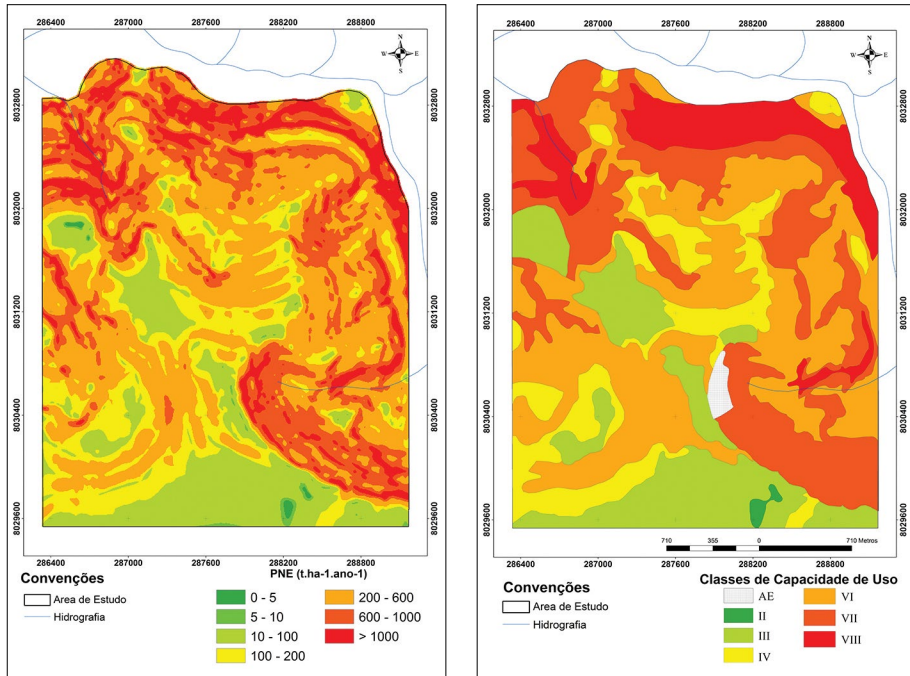 286400 287000 287600 288200 288800
N
W E
S
8032800
8032800
8032000
8032000
8031200
8031200
8030400
8030400
8029600
8029600
286400 287000 287600 288200 288800
Convenções
Area de Estudo
Hidrografia
PNE (t.ha-1.ano-1)
0 - 5
5 - 10
10 - 100
100 - 200
200 - 600
600 - 1000
> 1000
286400 287000 287600 288200 288800
N
W E
S
8032800
8032800
8032000
8032000
8031200
8031200
8030400
8030400
8029600
8029600
710 355 0 710 Metros
286400 287000 287600 288200 288800
Convenções
Area de Estudo
Hidrografia
Classes de Capacidade de Uso
AE
II
III
IV
VI
VII
VIII